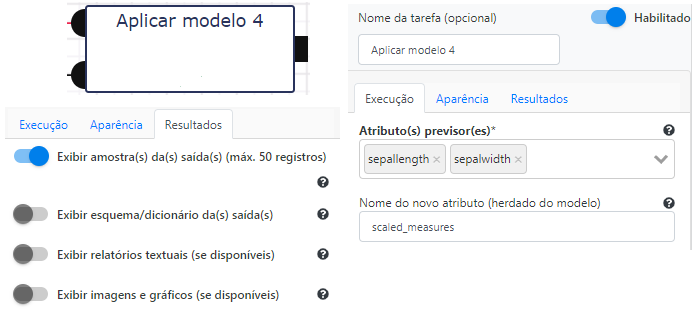 Aplicar modelo 4
Execução Aparência Resultados
Exibir amostra(s) da(s) saída(s) (máx. 50 registros)
Exibir esquema/dicionário da(s) saída(s)
Exibir relatórios textuais (se disponíveis)
Exibir imagens e gráficos (se disponíveis)
Nome da tarefa (opcional) Habilitado
Aplicar modelo 4
Execução Aparência Resultados
Atributo(s) previsor(es)*
sepallength × sepalwidth ×
Nome do novo atributo (herdado do modelo)
scaled_measures